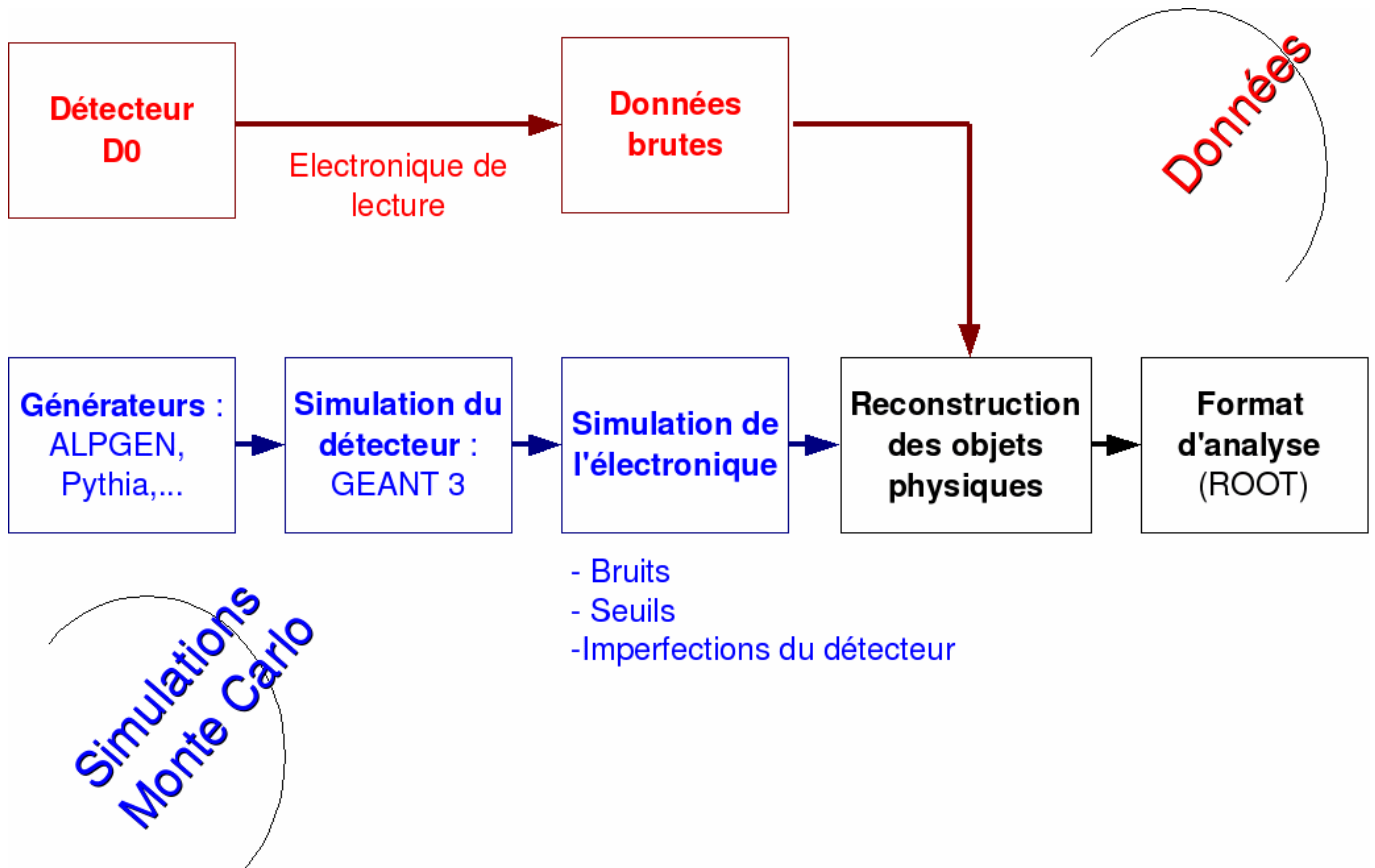 Détecteur
D0
Electronique de
lecture
Données
brutes
Données
Générateurs :
ALPGEN,
Pythia,...
Simulation du
détecteur :
GEANT 3
Simulation de
l'électronique
Reconstruction
des objets
physiques
Format
d'analyse
(ROOT)
- Bruits
- Seuils
-Imperfections du détecteur
Simulations
Monte Carlo